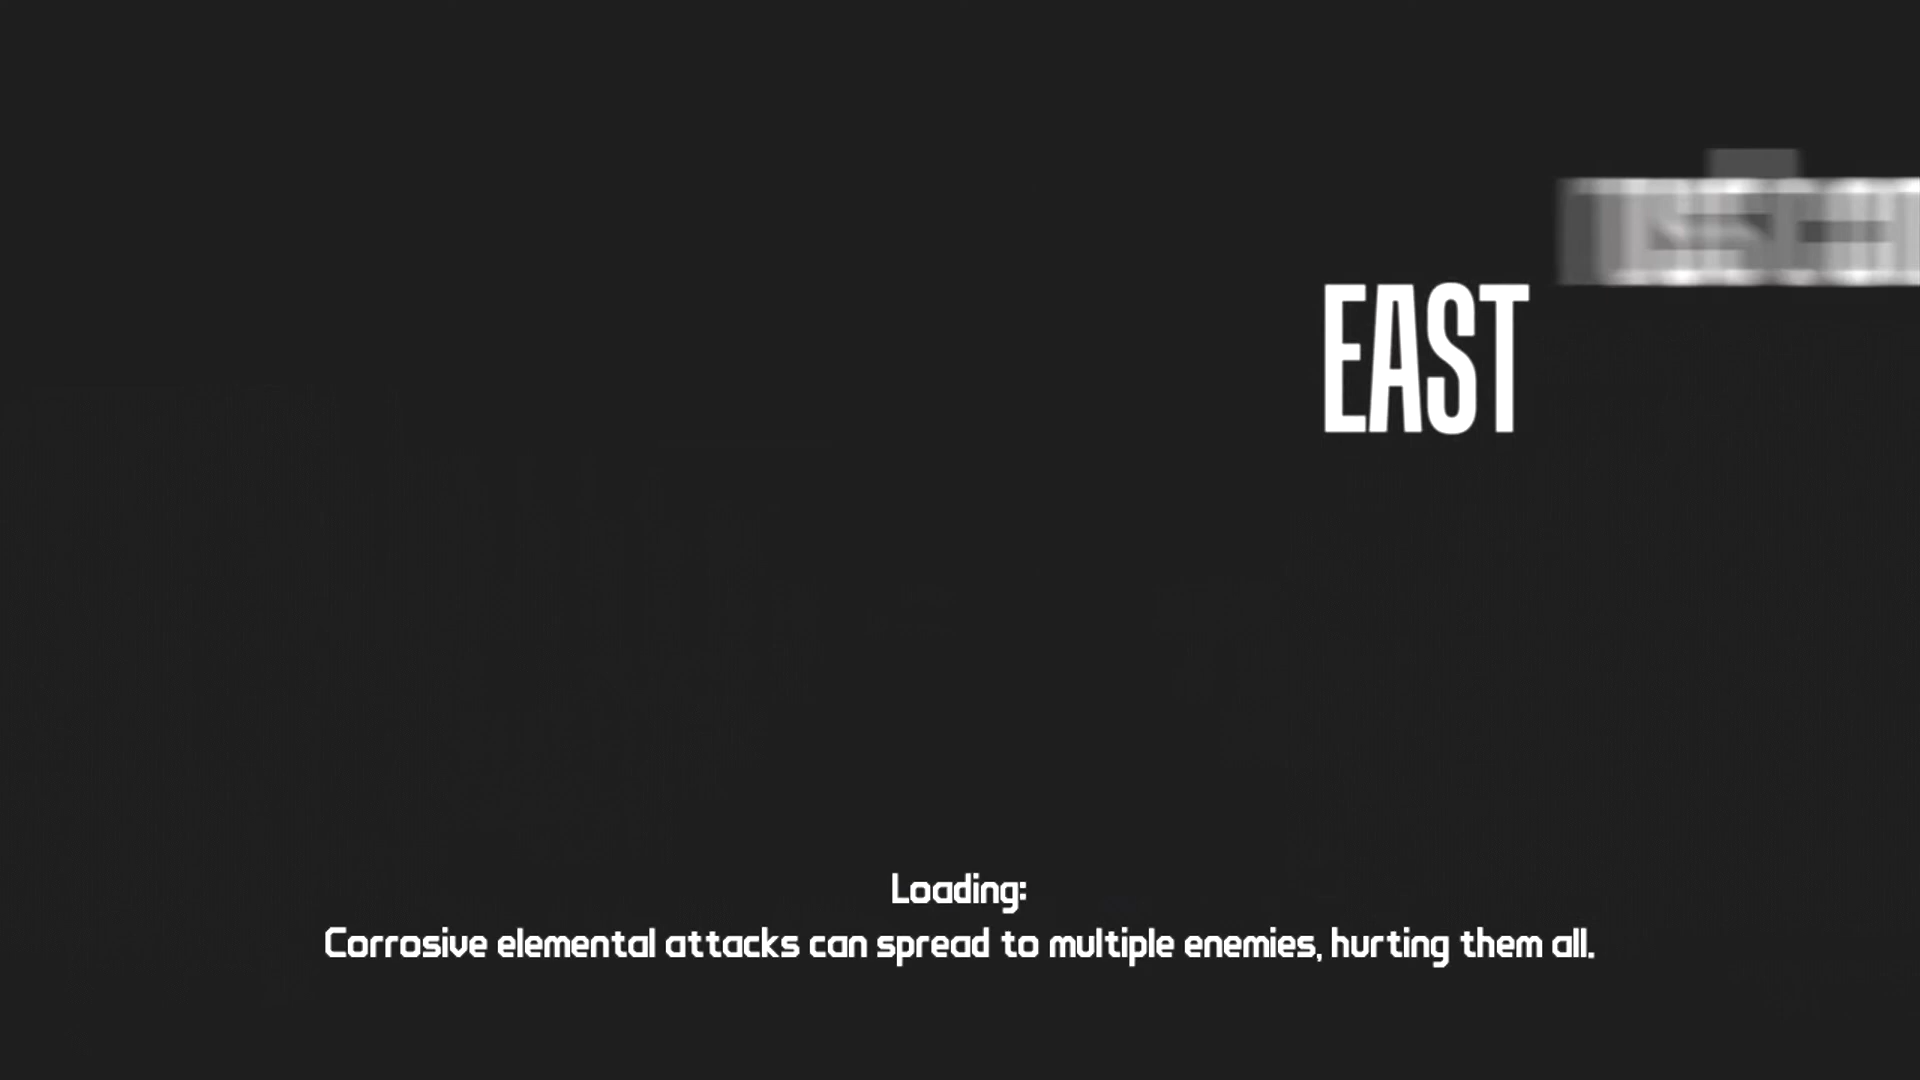 EAST
Loading:
Corrosive elemental attacks can spread to multiple enemies, hurting them all.